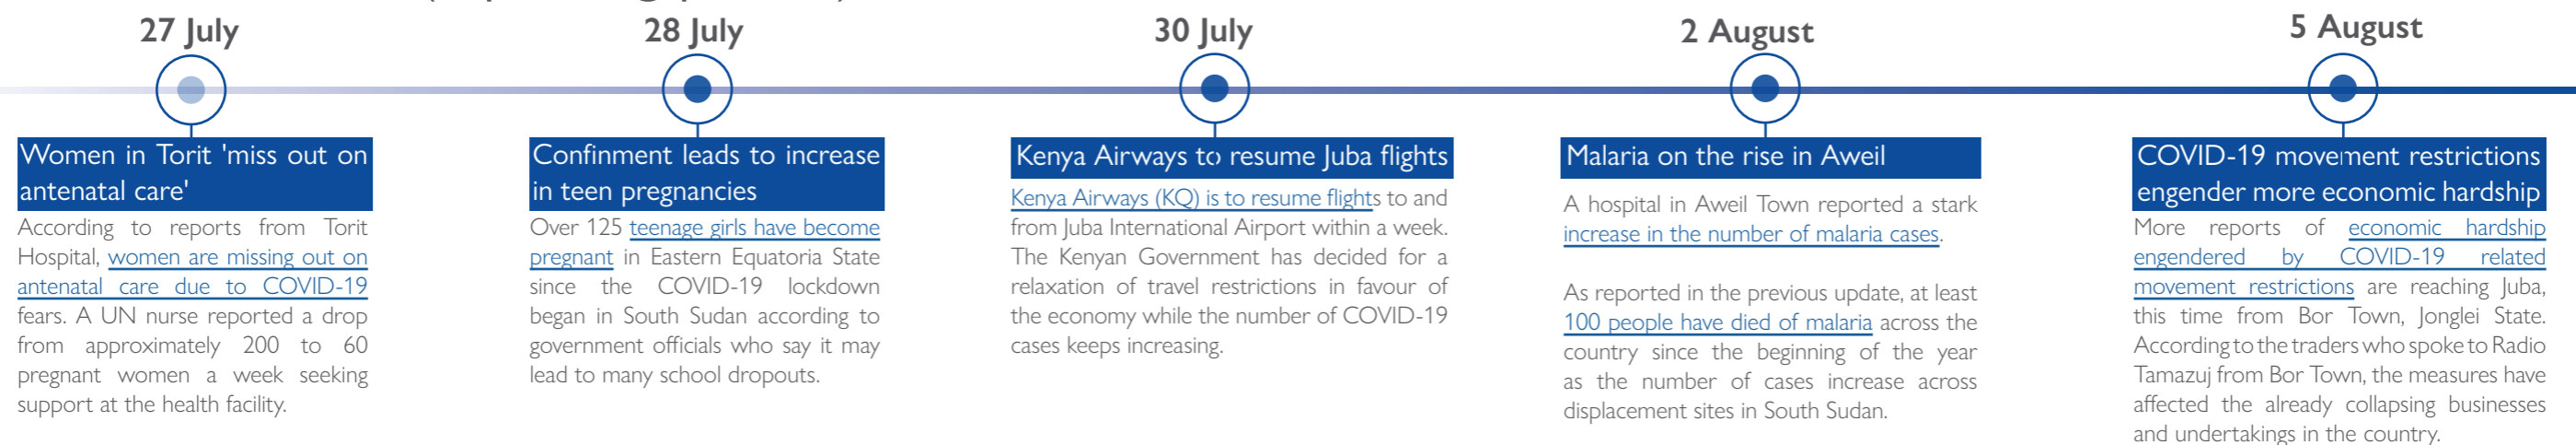 27 July
Women in Torit 'miss out on
antenatal care'
According to reports from Torit
Hospital, women are missing out on
antenatal care due to COVID-19
fears. A UN nurse reported a drop
from approximately 200 to 60
pregnant women a week seeking
support at the health facility.
28 July
Confinment leads to increase
in teen pregnancies
Over 125 teenage girls have become
pregnant in Eastern Equatoria State
since the COVID-19 lockdown
began in South Sudan according to
government officials who say it may
lead to many school dropouts.
30 July
Kenya Airways to resume Juba flights
Kenya Airways (KQ) is to resume flights to and
from Juba International Airport within a week.
The Kenyan Government has decided for a
relaxation of travel restrictions in favour of
the economy while the number of COVID-19
cases keeps increasing.
2 August
Malaria on the rise in Aweil
A hospital in Aweil Town reported a stark
increase in the number of malaria cases.
As reported in the previous update, at least
100 people have died of malaria across the
country since the beginning of the year
as the number of cases increase across
displacement sites in South Sudan.
5 August
COVID-19 movement restrictions
engender more economic hardship
More reports of economic hardship
engendered by COVID-19 related
movement restrictions are reaching Juba,
this time from Bor Town, Jonglei State.
According to the traders who spoke to Radio
Tamazuj from Bor Town, the measures have
affected the already collapsing businesses
and undertakings in the country.